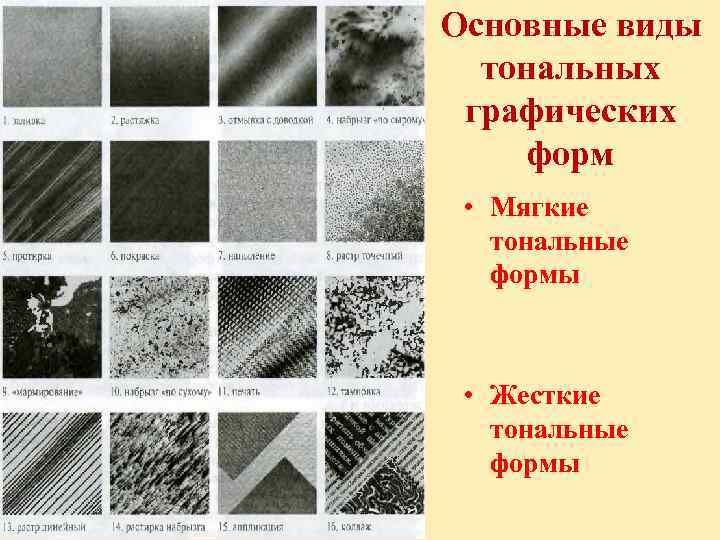 Основные виды
тональных
графических
форм
• Мягкие
тональные
формы
• Жесткие
тональные
формы
1. заливка
2. растяжка
3. отмывка с доводкой
4. набрызг «по сырому»
5. протирка
6. покраска
7. напыление
8. растр точечный
9. «мармирование»
10. набрызг «по сухому»
11. печать
12. тамповка
13. растр линейный
14. растирка набрызга
15. аппликация
16. коллаж